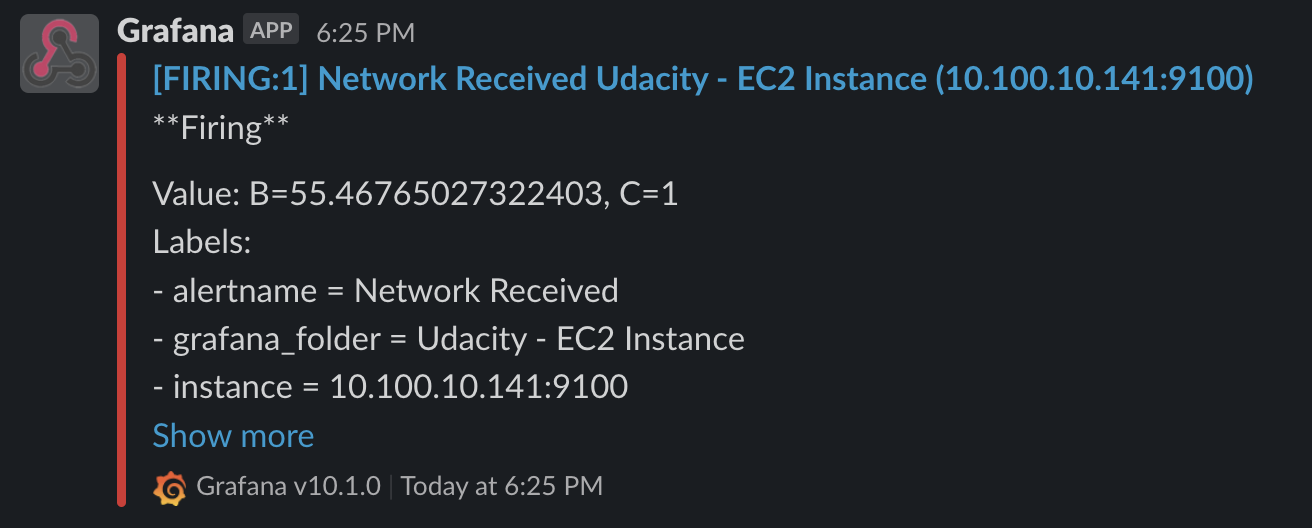 Grafana APP 6:25 PM
[FIRING:1] Network Received Udacity - EC2 Instance (10.100.10.141:9100)
**Firing**
Value: B=55.46765027322403, C=1
Labels:
- alertname = Network Received
- grafana_folder = Udacity - EC2 Instance
- instance = 10.100.10.141:9100
Show more
Grafana v10.1.0 | Today at 6:25 PM